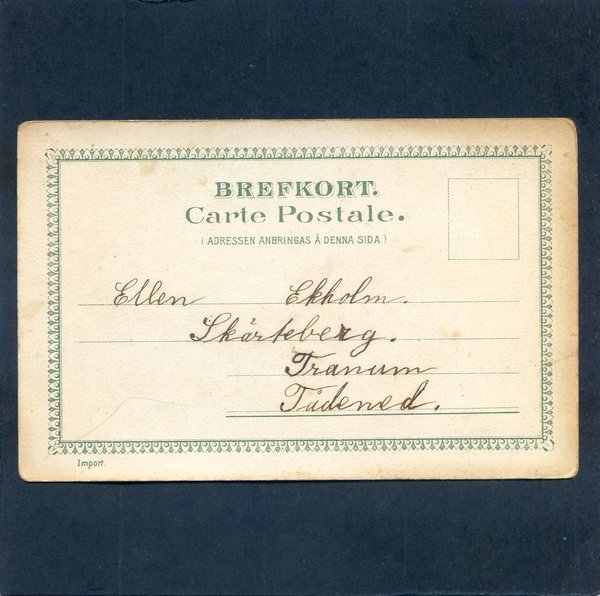 BREFKORT.
Carte Postale.
(ADRESSEN ANBRINGAS Å DENNA SIDA)
Ellen Ekholm.
Skårteberg.
Tranum
Tådened.
Import.